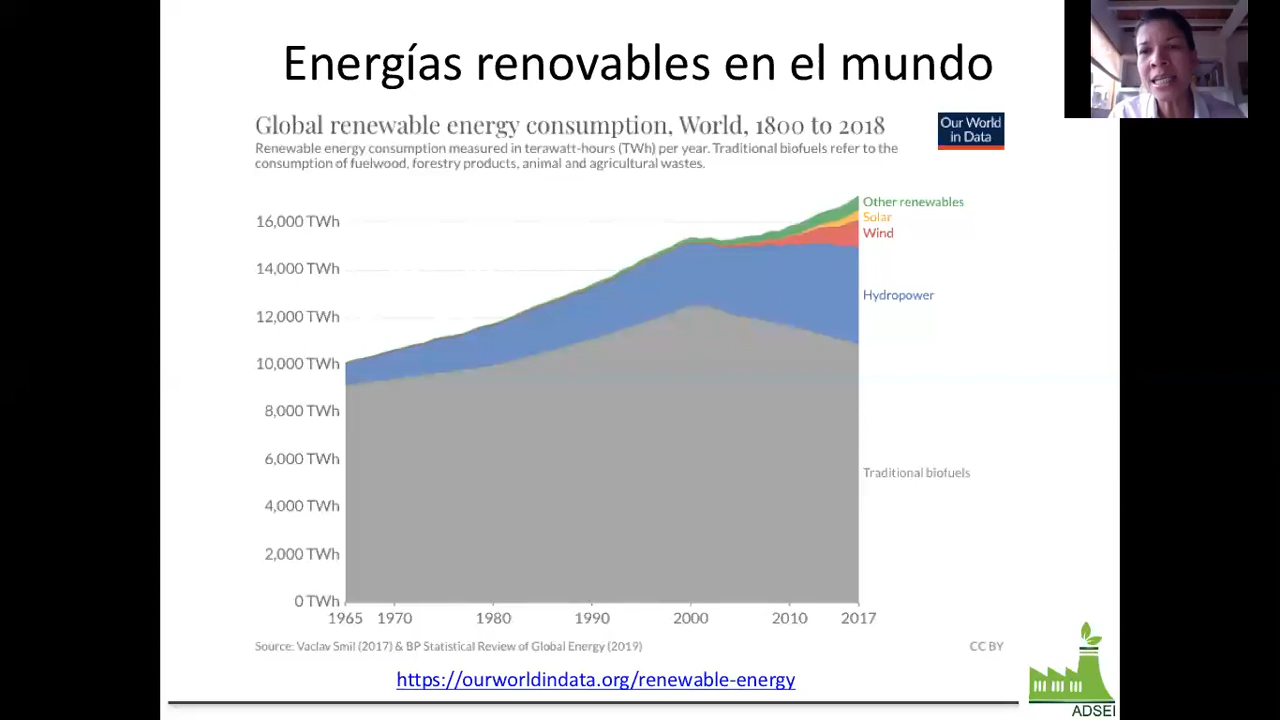 Energías renovables en el mundo
Global renewable energy consumption, World, 1800 to 2018
Our World
in Data
Renewable energy consumption measured in terawatt-hours (TWh) per year. Traditional biofuels refer to the
consumption of fuelwood, forestry products, animal and agricultural wastes.
16,000 TWh
14,000 TWh
12,000 TWh
10,000 TWh
8,000 TWh
6,000 TWh
4,000 TWh
2,000 TWh
0 TWh
Other renewables
Solar
Wind
Hydropower
Traditional biofuels
1965 1970 1980 1990 2000 2010 2017
Source: Vaclav Smil (2017) & BP Statistical Review of Global Energy (2019)
CC BY
https://ourworldindata.org/renewable-energy
ADSEI